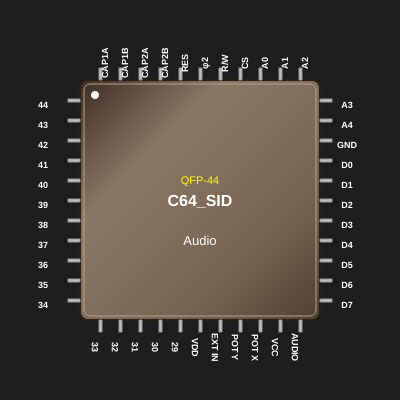 CAP1A
CAP1B
CAP2A
CAP2B
RES
φ2
R/W
CS
A0
A1
A2
44
43
42
41
40
39
38
37
36
35
34
QFP-44
C64_SID
Audio
A3
A4
GND
D0
D1
D2
D3
D4
D5
D6
D7
33
32
31
30
29
VDD
EXT IN
POT Y
POT X
VCC
AUDIO